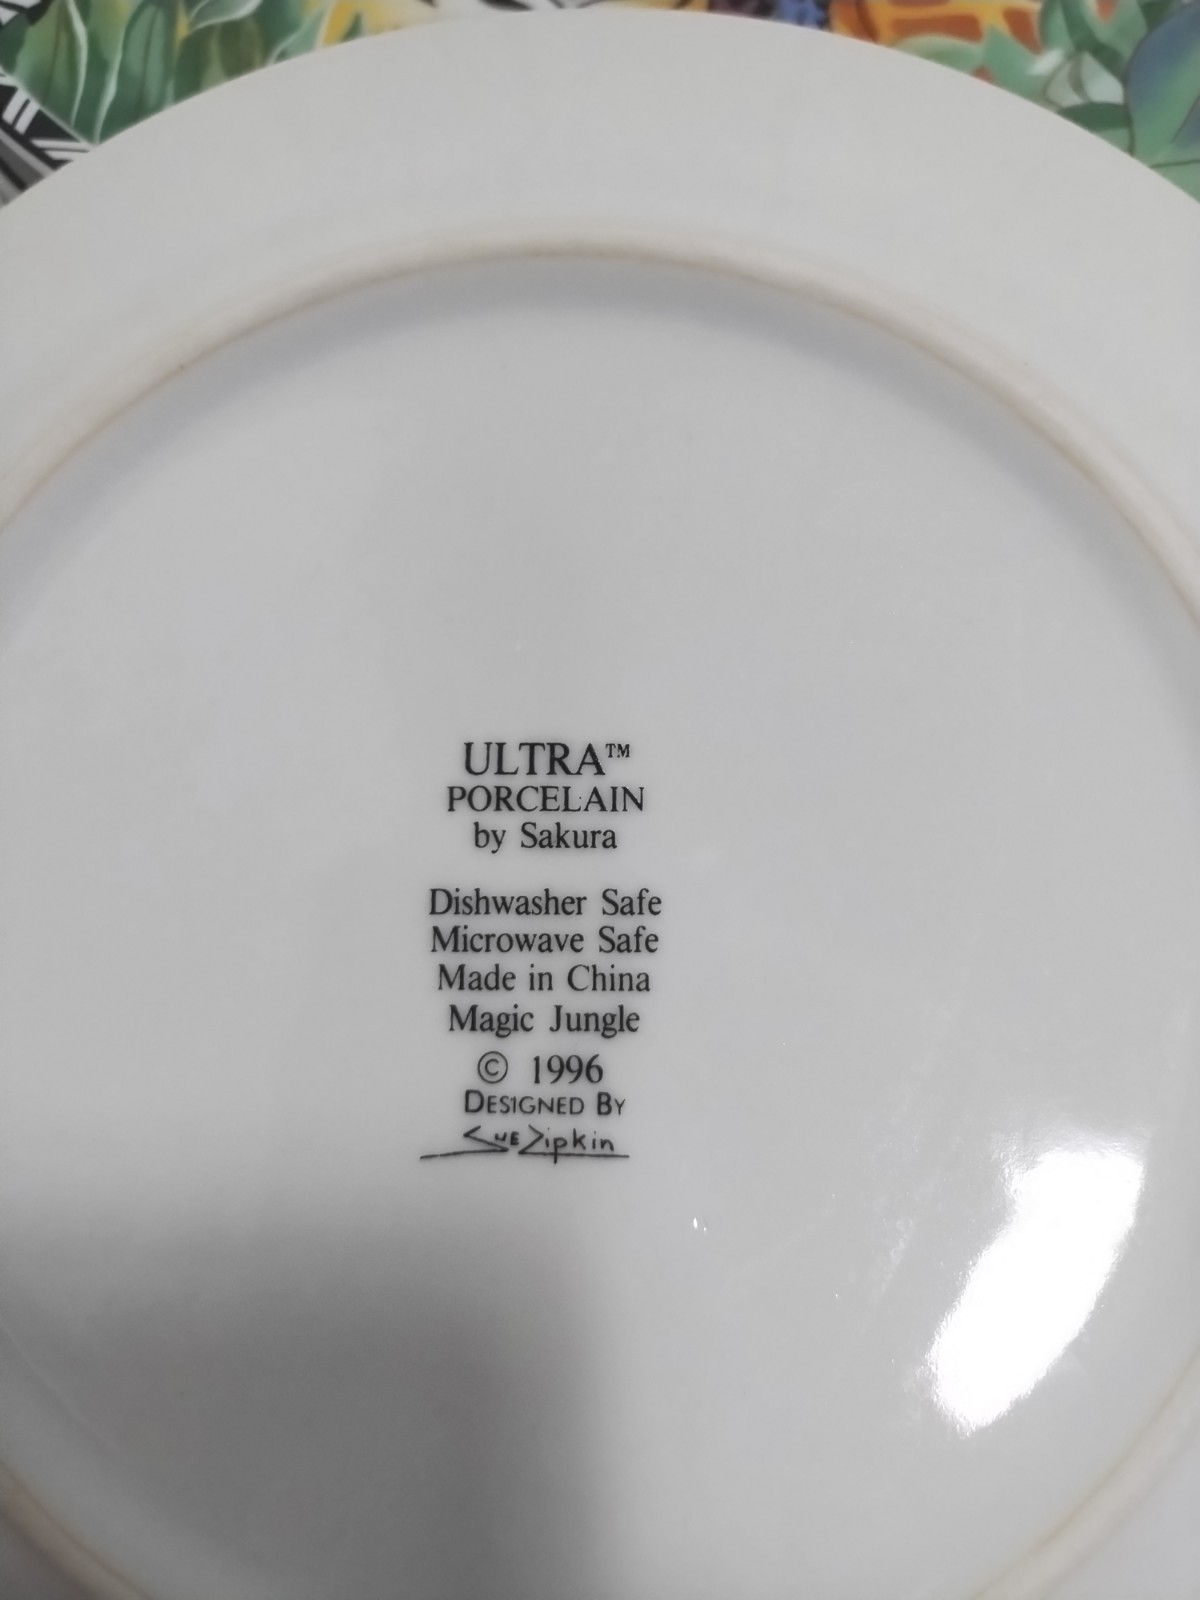 ULTRA™
PORCELAIN
by Sakura
Dishwasher Safe
Microwave Safe
Made in China
Magic Jungle
© 1996
DESIGNED BY
SUE Zipkin